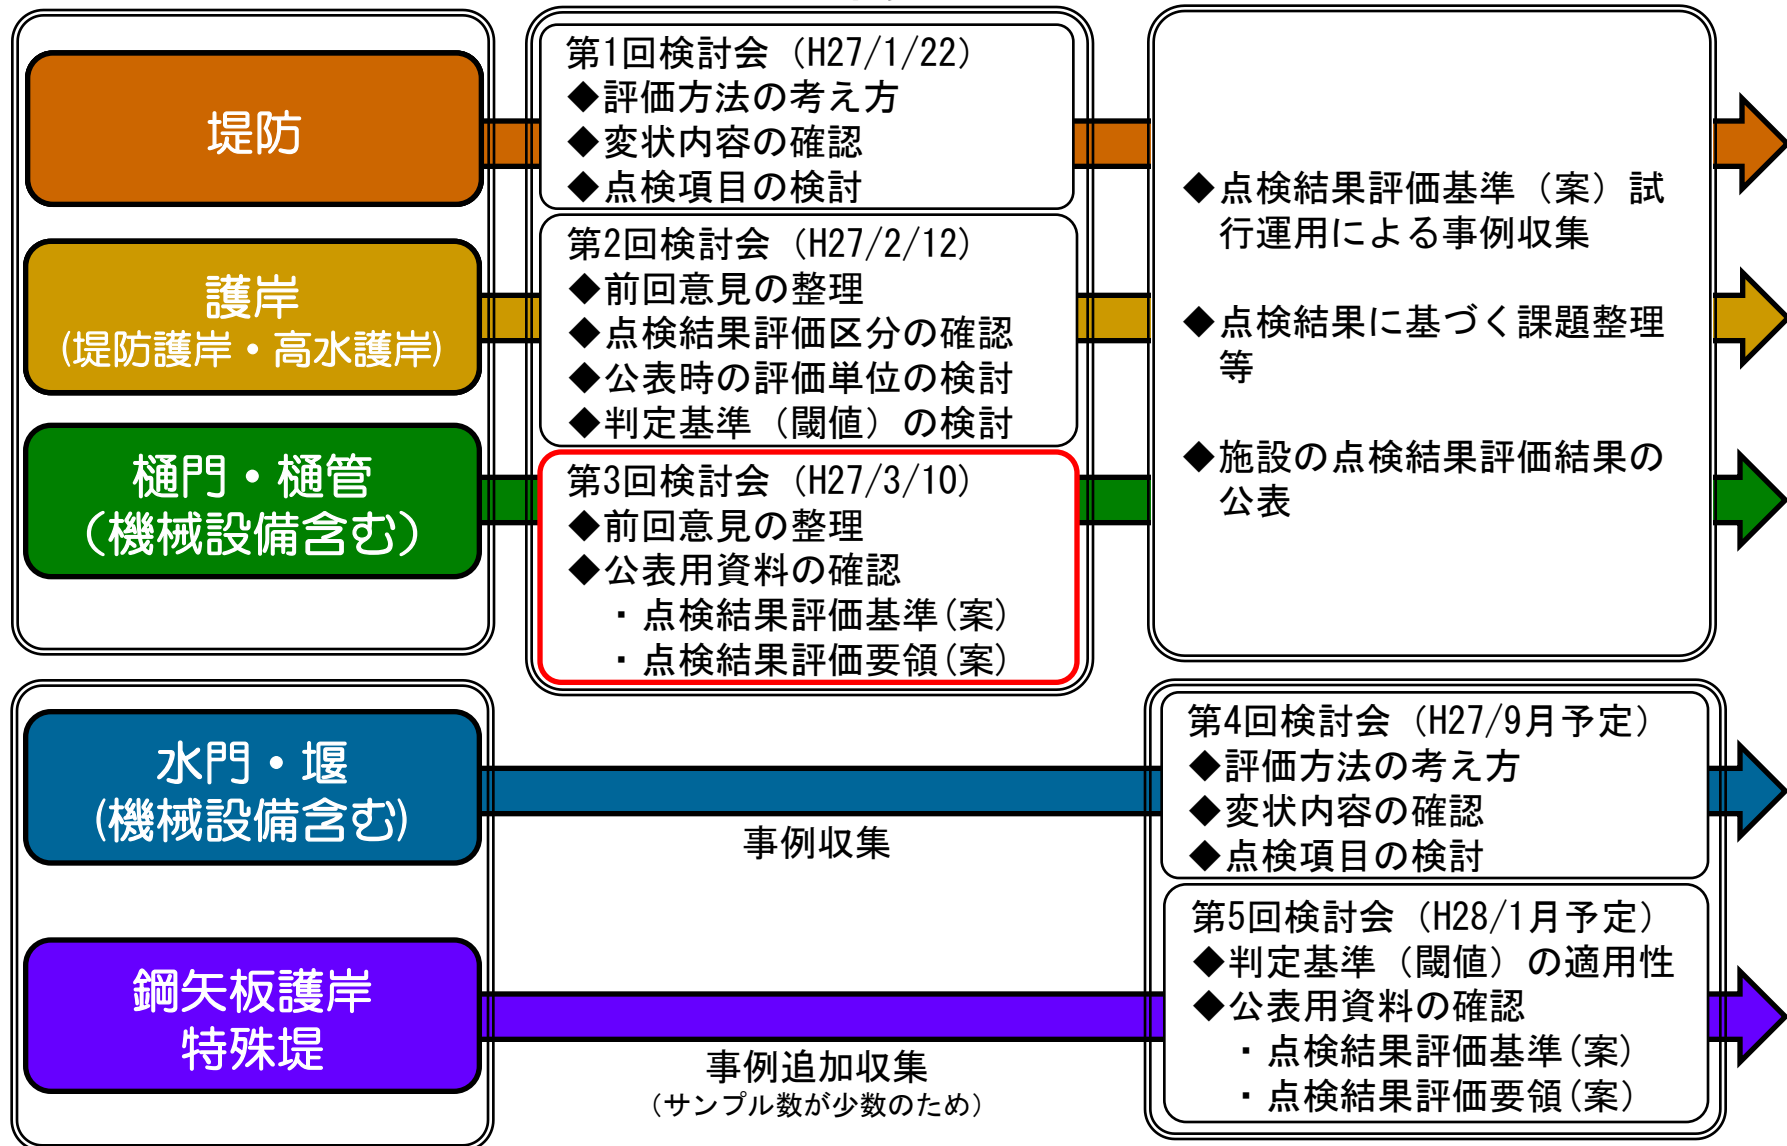 堤防
護岸
(堤防護岸・高水護岸)
樋門・樋管
(機械設備含む)
第1回検討会（H27/1/22）
◆評価方法の考え方
◆変状内容の確認
◆点検項目の検討
第2回検討会（H27/2/12）
◆前回意見の整理
◆点検結果評価区分の確認
◆公表時の評価単位の検討
◆判定基準（閾値）の検討
第3回検討会（H27/3/10）
◆前回意見の整理
◆公表用資料の確認
・点検結果評価基準(案)
・点検結果評価要領(案)
◆点検結果評価基準（案）試
行運用による事例収集
◆点検結果に基づく課題整理
等
◆施設の点検結果評価結果の
公表
水門・堰
(機械設備含む)
事例収集
鋼矢板護岸
特殊堤
事例追加収集
（サンプル数が少数のため）
第4回検討会（H27/9月予定）
◆評価方法の考え方
◆変状内容の確認
◆点検項目の検討
第5回検討会（H28/1月予定）
◆判定基準（閾値）の適用性
◆公表用資料の確認
・点検結果評価基準(案)
・点検結果評価要領(案)